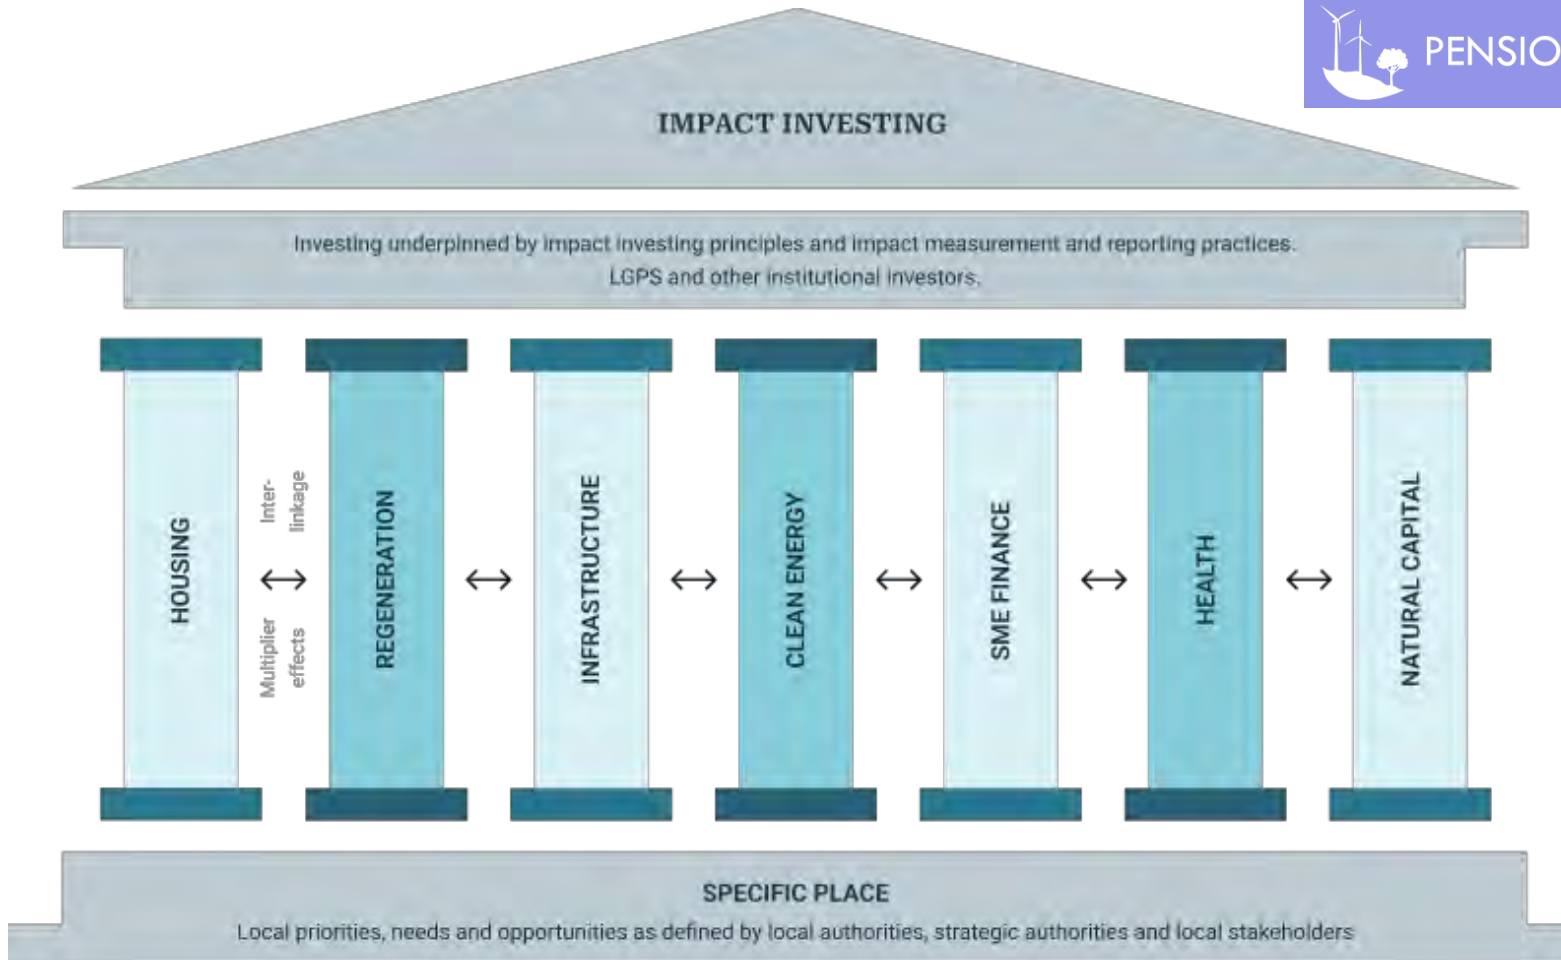 PENSIO
IMPACT INVESTING
Investing underpinned by impact investing principles and impact measurement and reporting practices.
LGPS and other institutional investors.
HOUSING
Inter-
linkage
Multiplier
effects
REGENERATION
INFRASTRUCTURE
CLEAN ENERGY
SME FINANCE
HEALTH
NATURAL CAPITAL
SPECIFIC PLACE
Local priorities, needs and opportunities as defined by local authorities, strategic authorities and local stakeholders